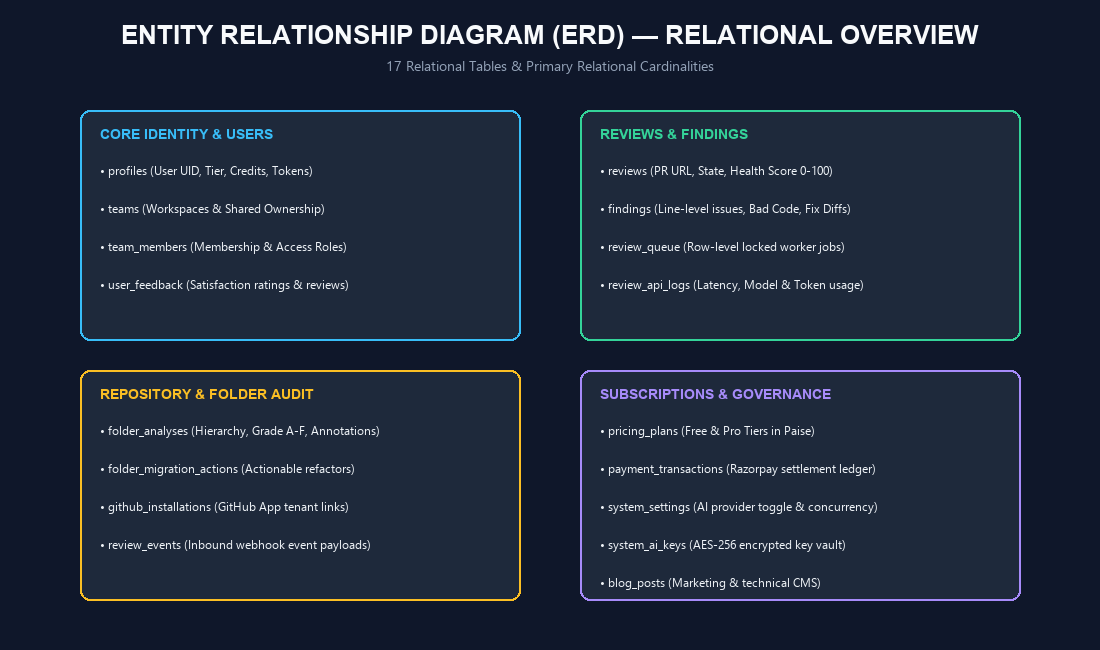 ENTITY RELATIONSHIP DIAGRAM (ERD) — RELATIONAL OVERVIEW
17 Relational Tables & Primary Relational Cardinalities
CORE IDENTITY & USERS
• profiles (User UID, Tier, Credits, Tokens)
• teams (Workspaces & Shared Ownership)
• team_members (Membership & Access Roles)
• user_feedback (Satisfaction ratings & reviews)
REVIEWS & FINDINGS
• reviews (PR URL, State, Health Score 0-100)
• findings (Line-level issues, Bad Code, Fix Diffs)
• review_queue (Row-level locked worker jobs)
• review_api_logs (Latency, Model & Token usage)
REPOSITORY & FOLDER AUDIT
• folder_analyses (Hierarchy, Grade A-F, Annotations)
• folder_migration_actions (Actionable refactors)
• github_installations (GitHub App tenant links)
• review_events (Inbound webhook event payloads)
SUBSCRIPTIONS & GOVERNANCE
• pricing_plans (Free & Pro Tiers in Paise)
• payment_transactions (Razorpay settlement ledger)
• system_settings (AI provider toggle & concurrency)
• system_ai_keys (AES-256 encrypted key vault)
• blog_posts (Marketing & technical CMS)